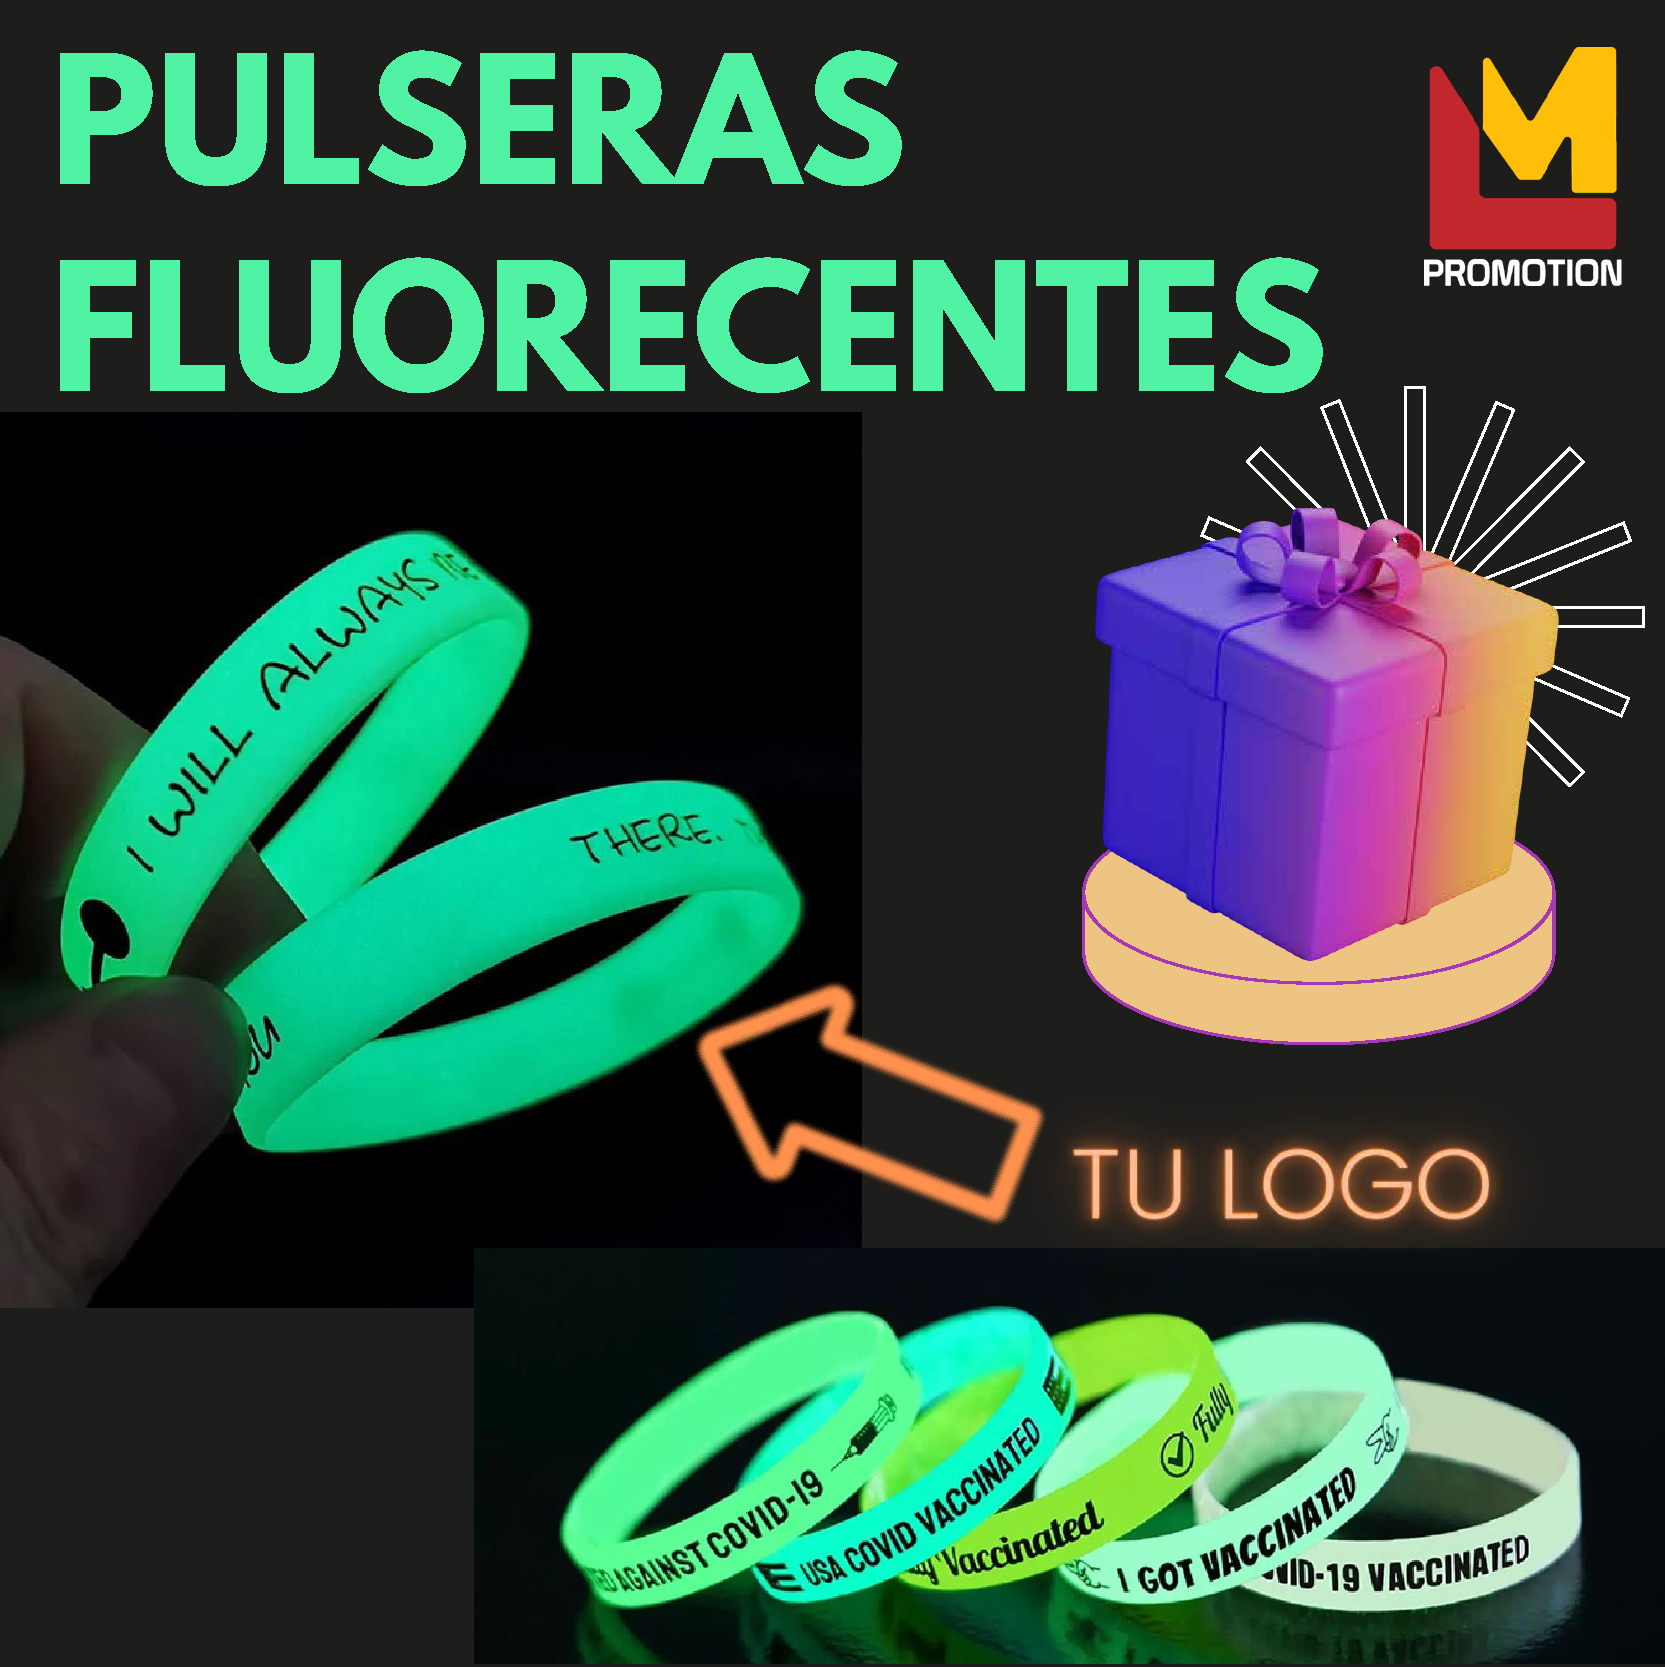 PULSERAS
FLUORECENTES
LM
PROMOTION
I WILL ALWAYS
THERE.
TU LOGO
AGAINST COVID-19
USA COVID VACCINATED
Fully
Vaccinated
I GOT VACCINATED
VACCINATED